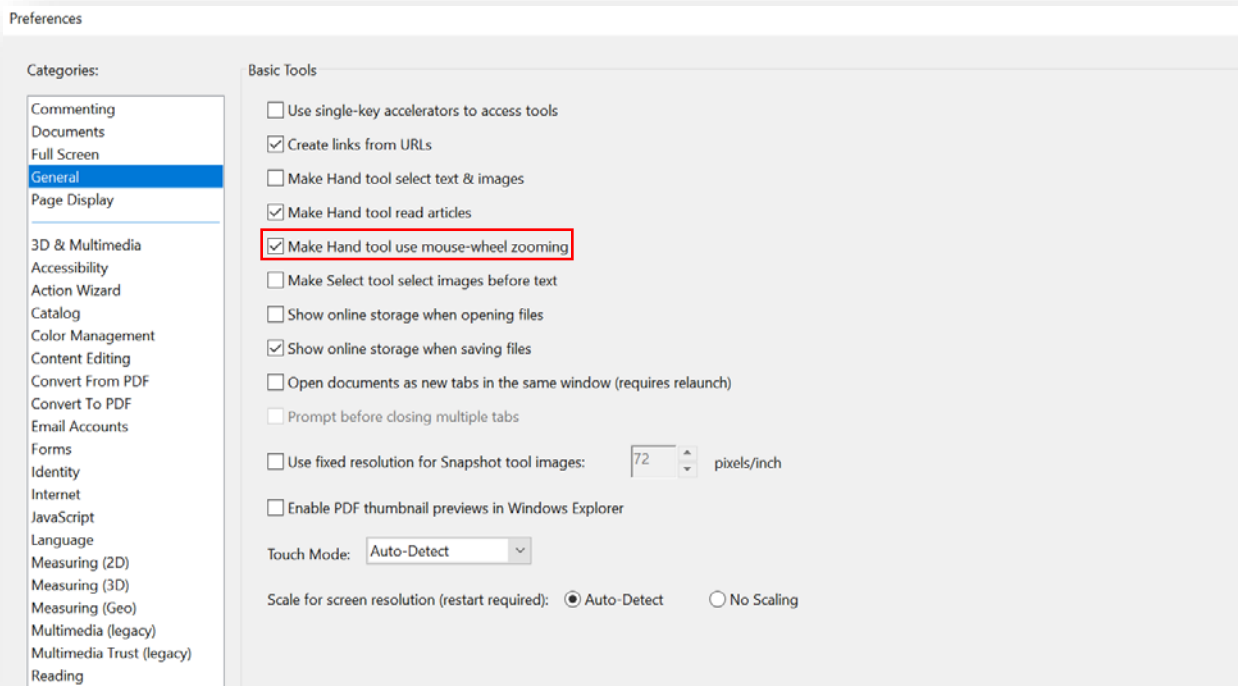 Preferences
Categories:
Commenting
Documents
Full Screen
General
Page Display
3D & Multimedia
Accessibility
Action Wizard
Catalog
Color Management
Content Editing
Convert From PDF
Convert To PDF
Email Accounts
Forms
Identity
Internet
JavaScript
Language
Measuring (2D)
Measuring (3D)
Measuring (Geo)
Multimedia (legacy)
Multimedia Trust (legacy)
Reading
Basic Tools
Use single-key accelerators to access tools
Create links from URLs
Make Hand tool select text & images
Make Hand tool read articles
Make Hand tool use mouse-wheel zooming
Make Select tool select images before text
Show online storage when opening files
Show online storage when saving files
Open documents as new tabs in the same window (requires relaunch)
Prompt before closing multiple tabs
Use fixed resolution for Snapshot tool images: 72 pixels/inch
Enable PDF thumbnail previews in Windows Explorer
Touch Mode: Auto-Detect
Scale for screen resolution (restart required): Auto-Detect No Scaling